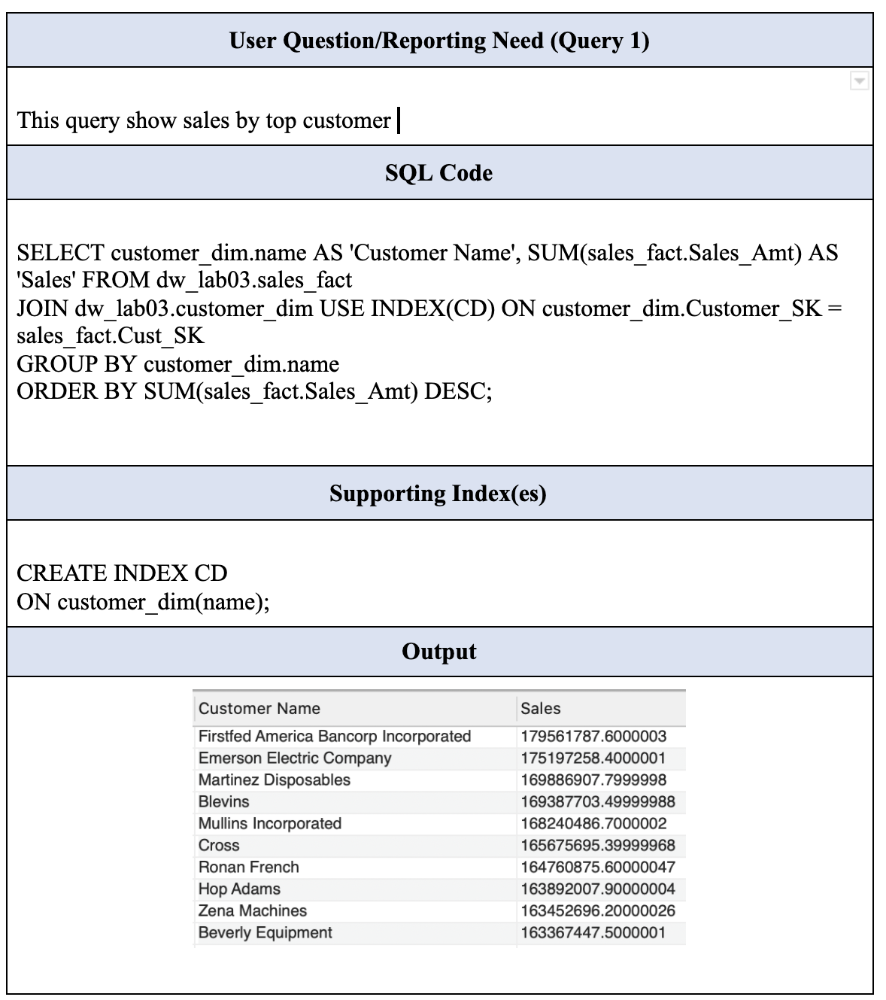 User Question/Reporting Need (Query 1)
This query show sales by top customer
SQL Code
SELECT customer_dim.name AS 'Customer Name', SUM(sales_fact.Sales_Amt) AS
'Sales' FROM dw_lab03.sales_fact
JOIN dw_lab03.customer_dim USE INDEX(CD) ON customer_dim.Customer_SK =
sales_fact.Cust_SK
GROUP BY customer_dim.name
ORDER BY SUM(sales_fact.Sales_Amt) DESC;
Supporting Index(es)
CREATE INDEX CD
ON customer_dim(name);
Output
Customer Name Sales
Firstfed America Bancorp Incorporated 179561787.6000003
Emerson Electric Company 175197258.4000001
Martinez Disposables 169886907.7999998
Blevins 169387703.49999988
Mullins Incorporated 168240486.7000002
Cross 165675695.39999968
Ronan French 164760875.60000047
Hop Adams 163892007.90000004
Zena Machines 163452696.20000026
Beverly Equipment 163367447.5000001